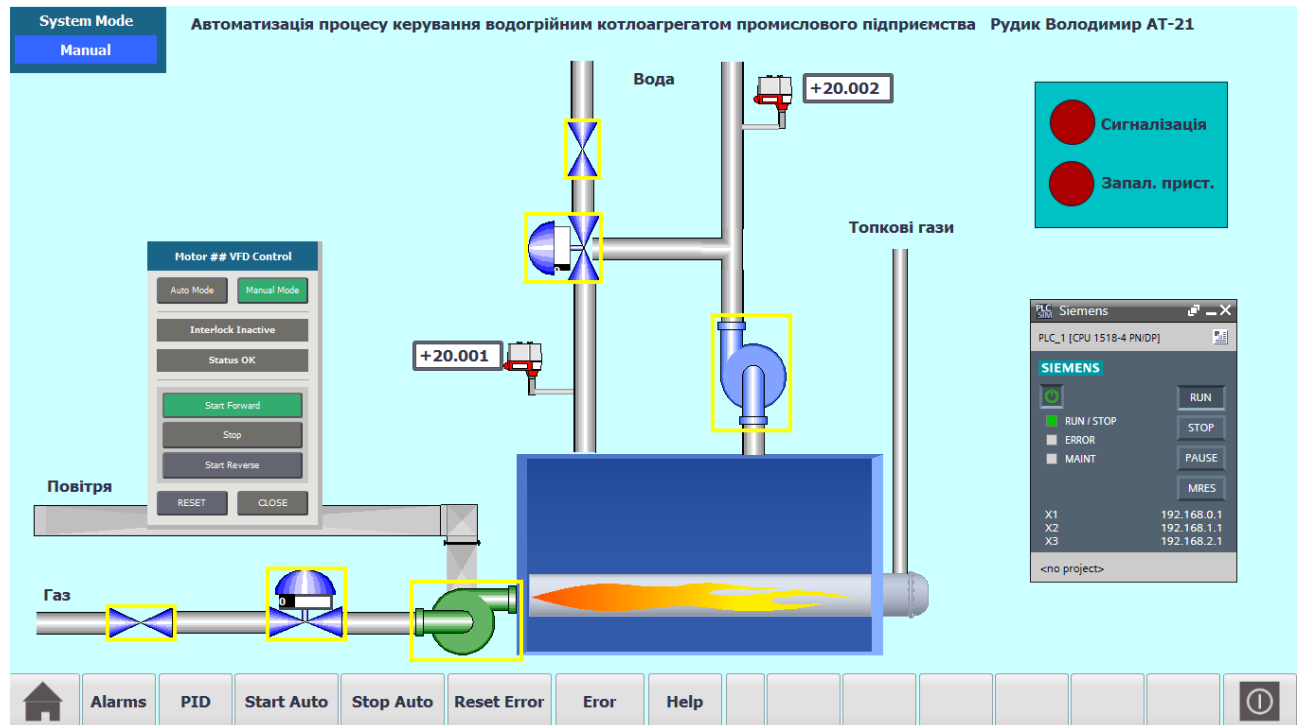 System Mode
Manual
Автоматизація процесу керування водогрійним котлоагрегатом промислового підприємства Рудик Володимир АТ-21
Вода
+20.002
Сигналізація
Запал. прист.
Топкові гази
Motor ## VFD Control
Auto Mode
Manual Mode
Interlock Inactive
Status OK
Start Forward
Stop
Start Reverse
RESET
CLOSE
0
+20.001
PLC SIM Siemens
PLC_1 [CPU 1518-4 PN/DP]
SIEMENS
RUN
RUN / STOP
STOP
ERROR
MAINT
PAUSE
MRES
X1 192.168.0.1
X2 192.168.1.1
X3 192.168.2.1
<no project>
Повітря
Газ
0
Alarms
PID
Start Auto
Stop Auto
Reset Error
Eror
Help